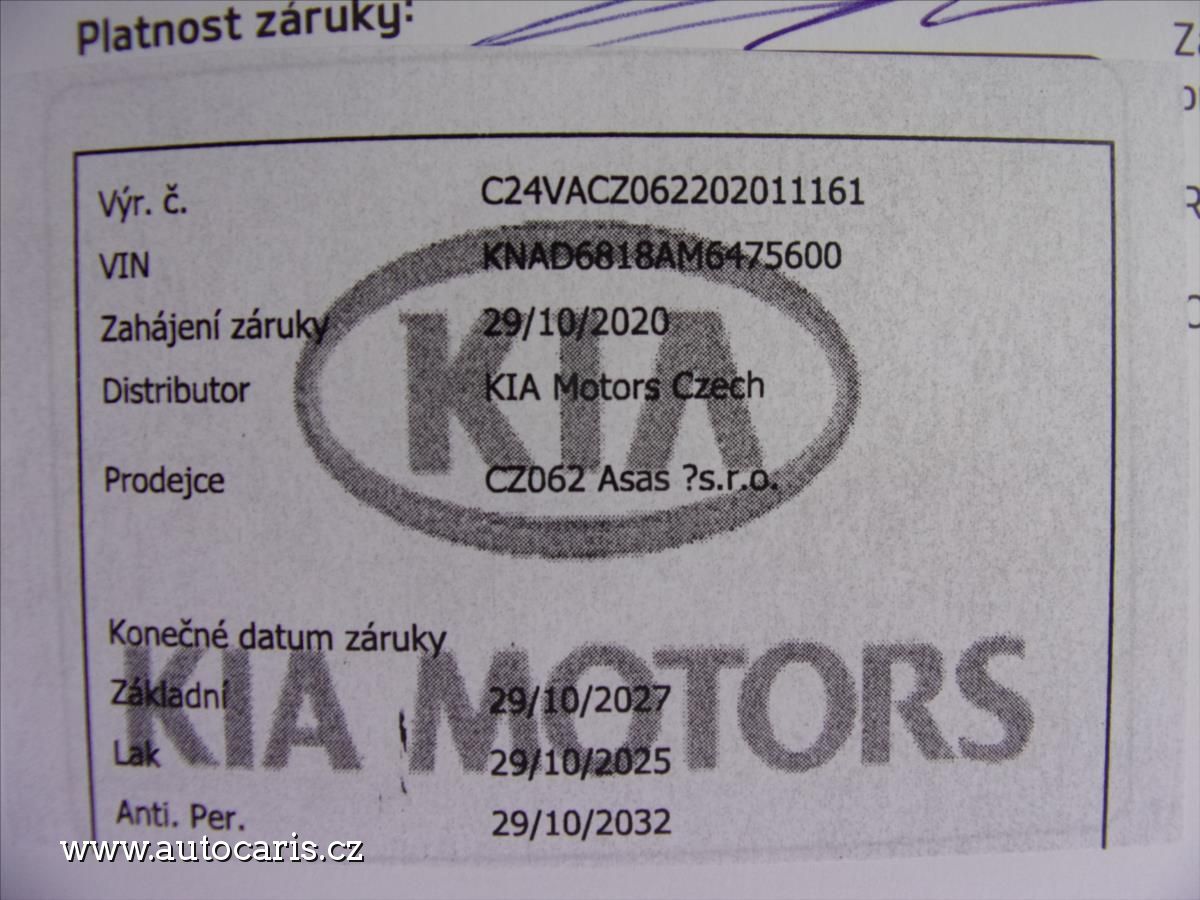 Platnost záruky:
Výr. č. C24VACZ062202011161
VIN KNAD6818AM6475600
Zahájení záruky 29/10/2020
Distributor KIA Motors Czech
Prodejce CZ062 Asas ?s.r.o.
KIA
Konečné datum záruky
KIA MOTORS
Základní 29/10/2027
Lak 29/10/2025
Anti. Per. 29/10/2032
www.autocaris.cz